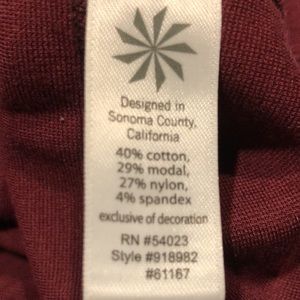 Designed in
Sonoma County,
California
40% cotton,
29% modal,
27% nylon,
4% spandex
exclusive of decoration
RN #54023
Style #918982
#61167